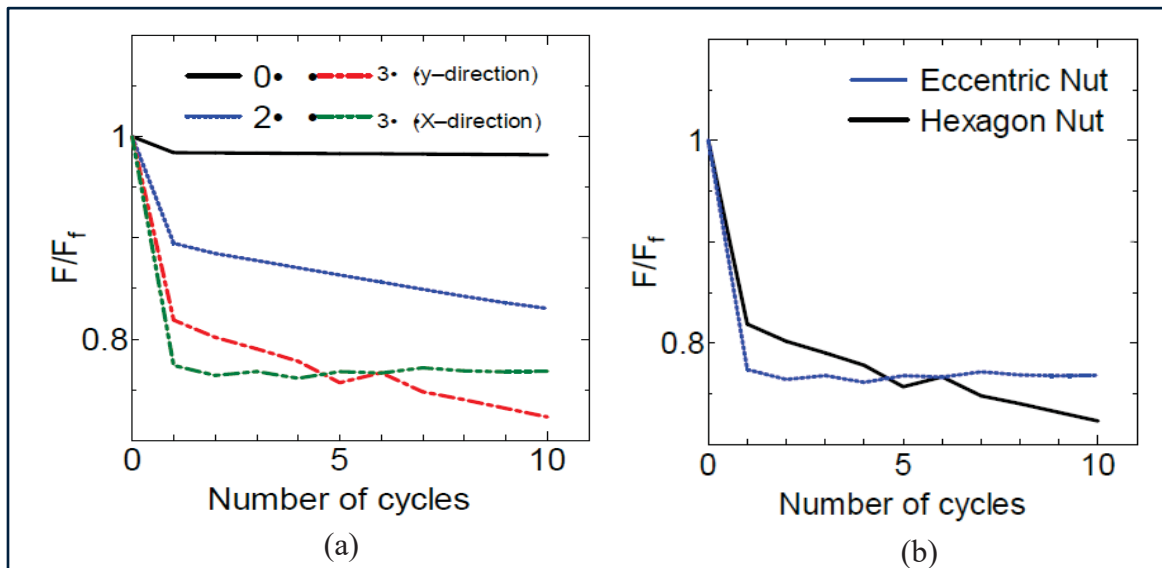 0• • 3• (y–direction)
2• • 3• (X–direction)
1
F/Ff
0.8
0 5 10
Number of cycles
(a)
Eccentric Nut
Hexagon Nut
1
F/Ff
0.8
0 5 10
Number of cycles
(b)